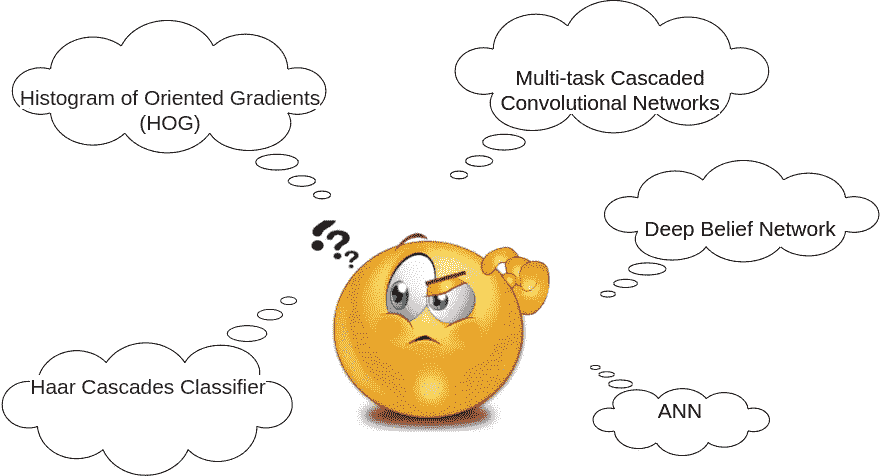 Histogram of Oriented Gradients
(HOG)
Multi-task Cascaded
Convolutional Networks
Deep Belief Network
???
Haar Cascades Classifier
ANN